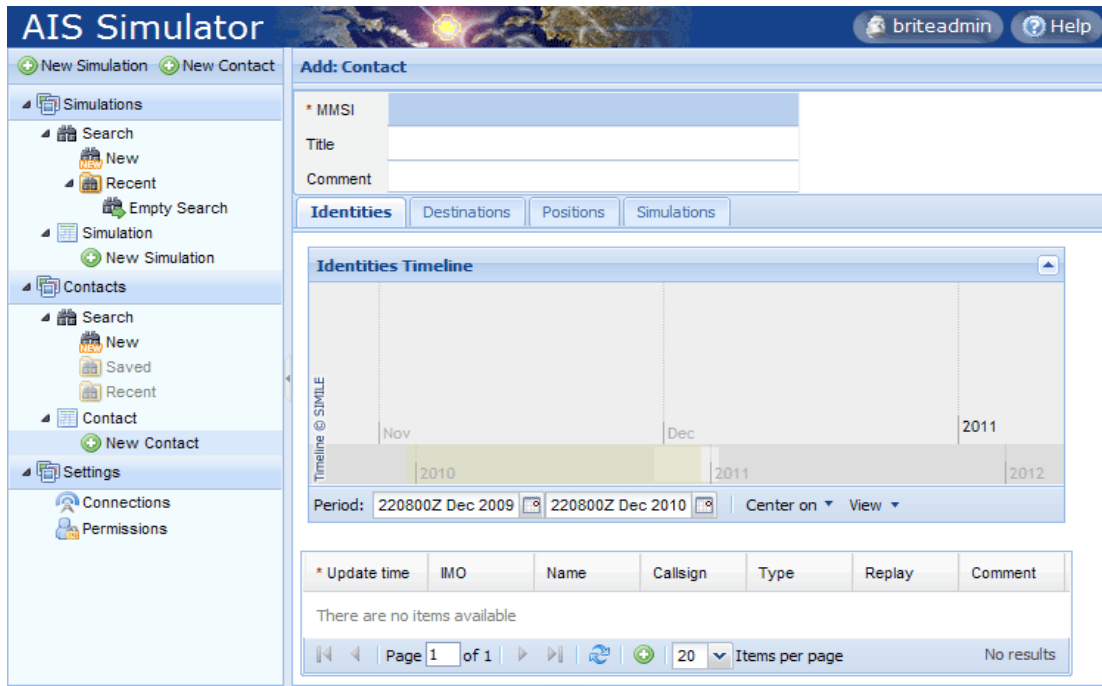 AIS Simulator
briteadmin
Help
New Simulation
New Contact
Simulations
Search
NEW New
Recent
Empty Search
Simulation
New Simulation
Contacts
Search
NEW New
Saved
Recent
Contact
New Contact
Settings
Connections
Permissions
Add: Contact
* MMSI
Title
Comment
Identities
Destinations
Positions
Simulations
Identities Timeline
Timeline © SIMILE
Nov
Dec
2011
2010
2011
2012
Period: 220800Z Dec 2009 220800Z Dec 2010 Center on View
* Update time IMO Name Callsign Type Replay Comment
There are no items available
Page 1 of 1 20 Items per page No results